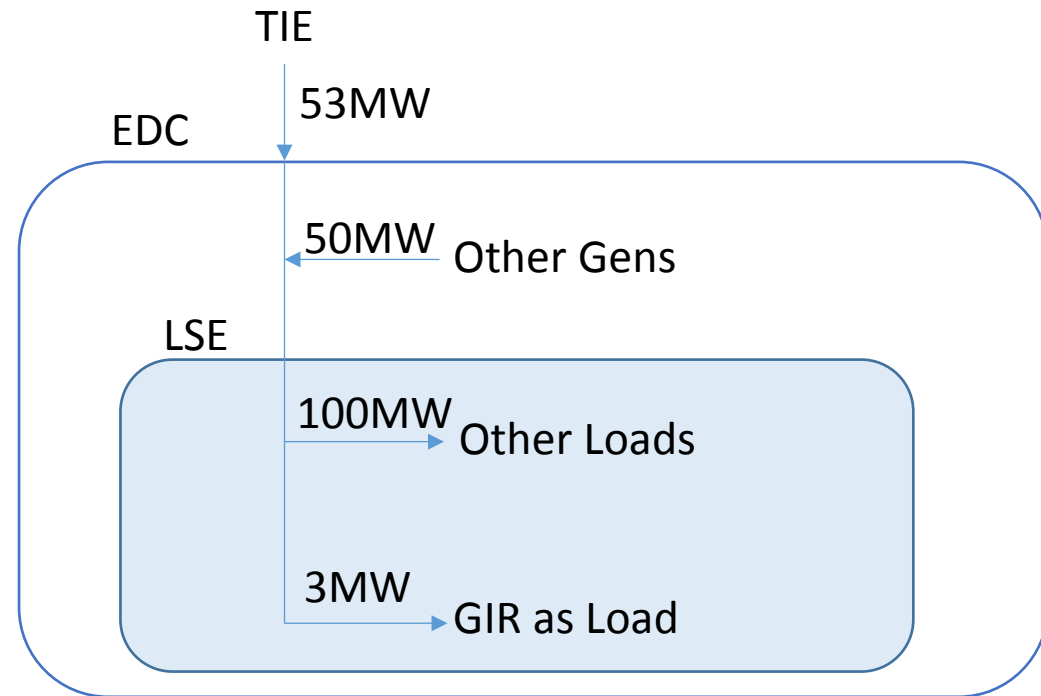 TIE
53MW
EDC
50MW
Other Gens
LSE
100MW
Other Loads
3MW
GIR as Load